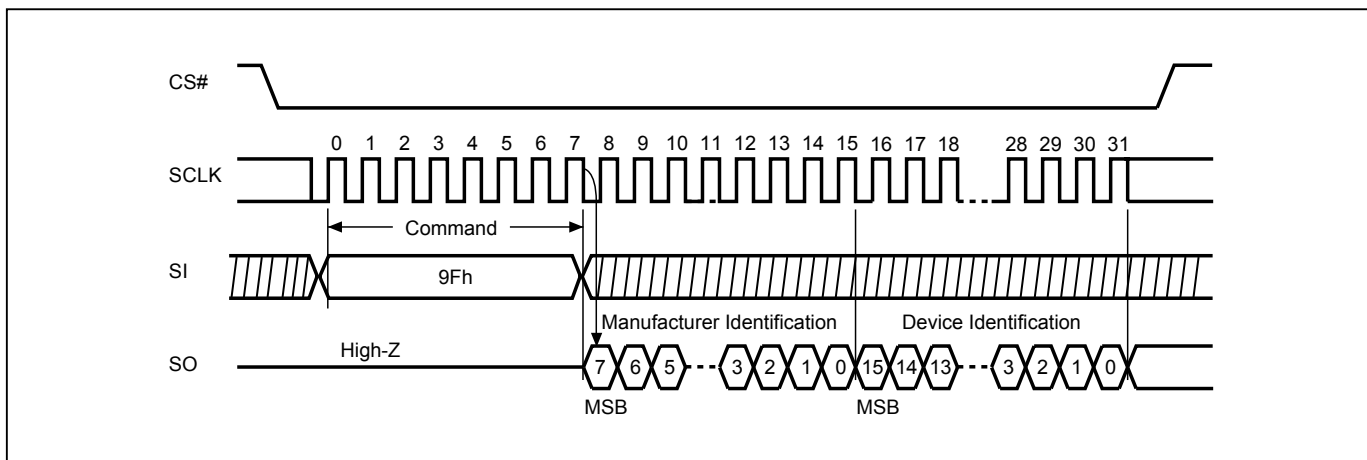 CS#
0 1 2 3 4 5 6 7 8 9 10 11 12 13 14 15 16 17 18 28 29 30 31
SCLK
Command
SI
9Fh
Manufacturer Identification Device Identification
High-Z
SO
7 6 5 3 2 1 0 15 14 13 3 2 1 0
MSB MSB